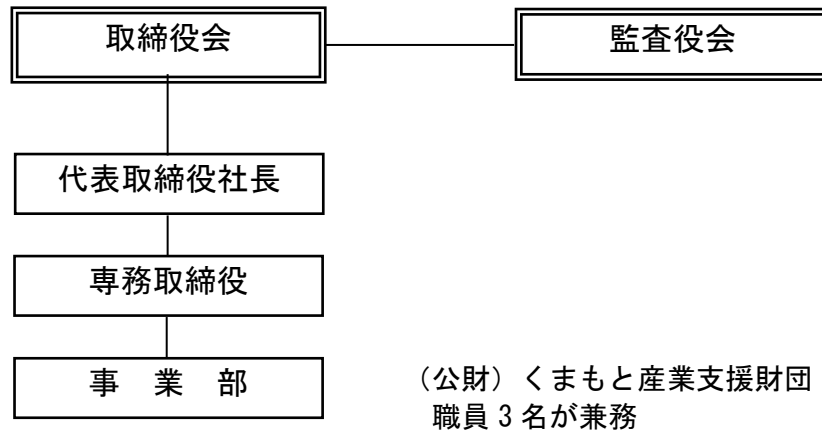 取締役会
監査役会
代表取締役社長
専務取締役
事　業　部
（公財）くまもと産業支援財団
職員３名が兼務